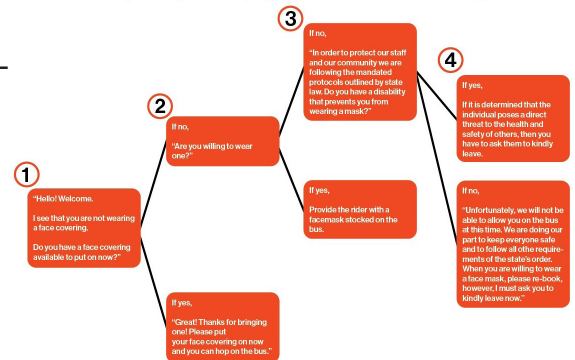 1
“Hello! Welcome.
I see that you are not wearing
a face covering.
Do you have a face covering
available to put on now?”
2
If no,
“Are you willing to wear
one?”
If yes,
“Great! Thanks for bringing
one! Please put
your face covering on now
and you can hop on the bus.”
3
If no,
“In order to protect our staff
and our community we are
following the mandated
protocols outlined by state
law. Do you have a disability
that prevents you from
wearing a mask?”
If yes,
Provide the rider with a
facemask stocked on the
bus.
4
If yes,
If it is determined that the
individual poses a direct
threat to the health and
safety of others, then you
have to ask them to kindly
leave.
If no,
“Unfortunately, we will not be
able to allow you on the bus
at this time. We are doing our
part to keep everyone safe
and to follow all othe require-
ments of the state’s order.
When you are willing to wear
a face mask, please re-book,
however, I must ask you to
kindly leave now.”